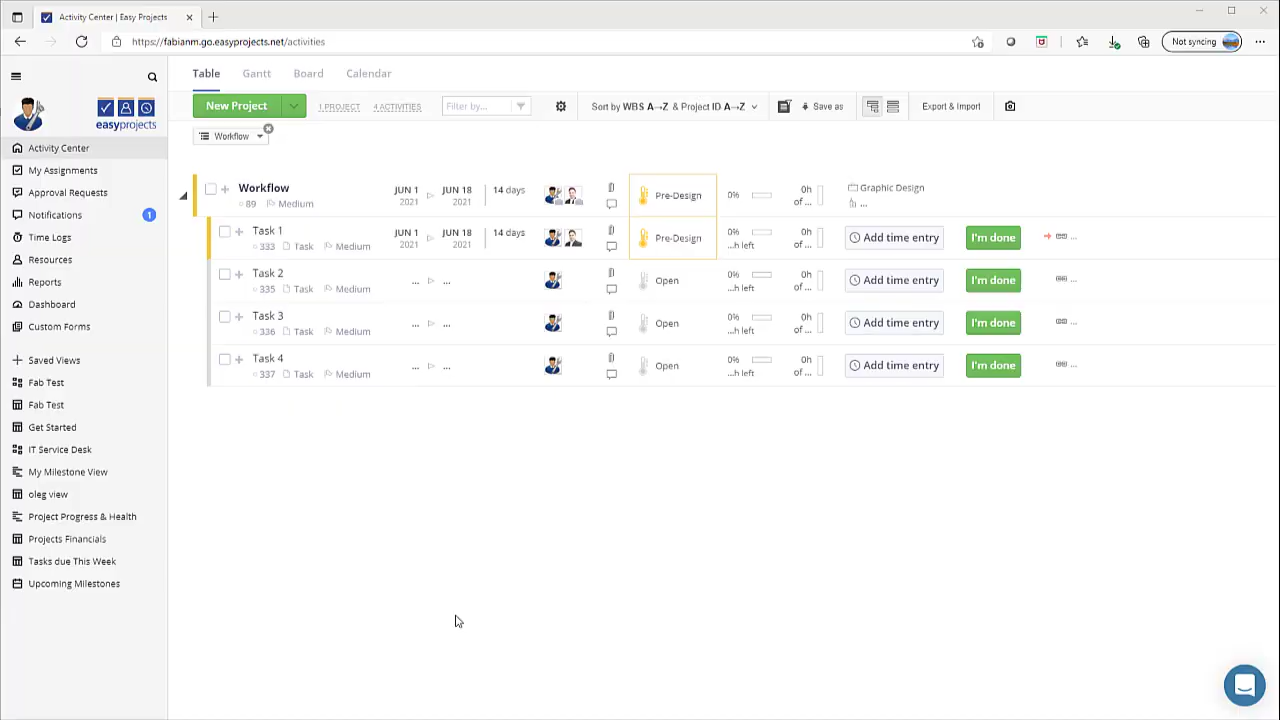 Activity Center | Easy Projects
https://fabianm.go.easyprojects.net/activities
Not syncing
easyprojects
Activity Center
My Assignments
Approval Requests
Notifications 1
Time Logs
Resources
Reports
Dashboard
Custom Forms
Saved Views
Fab Test
Fab Test
Get Started
IT Service Desk
My Milestone View
oleg view
Project Progress & Health
Projects Financials
Tasks due This Week
Upcoming Milestones
Table Gantt Board Calendar
New Project 1 PROJECT 4 ACTIVITIES Filter by... Sort by WBS A→Z & Project ID A→Z Save as Export & Import
Workflow
Workflow JUN 1 JUN 18 14 days Pre-Design 0% 0h Graphic Design
89 Medium 2021 2021 of ... ...
Task 1 JUN 1 JUN 18 14 days Pre-Design 0% 0h Add time entry I'm done ...
333 Task Medium 2021 2021 ...h left of ...
Task 2 ... ... Open 0% 0h Add time entry I'm done ...
335 Task Medium ...h left of ...
Task 3 ... ... Open 0% 0h Add time entry I'm done ...
336 Task Medium ...h left of ...
Task 4 ... ... Open 0% 0h Add time entry I'm done ...
337 Task Medium ...h left of ...